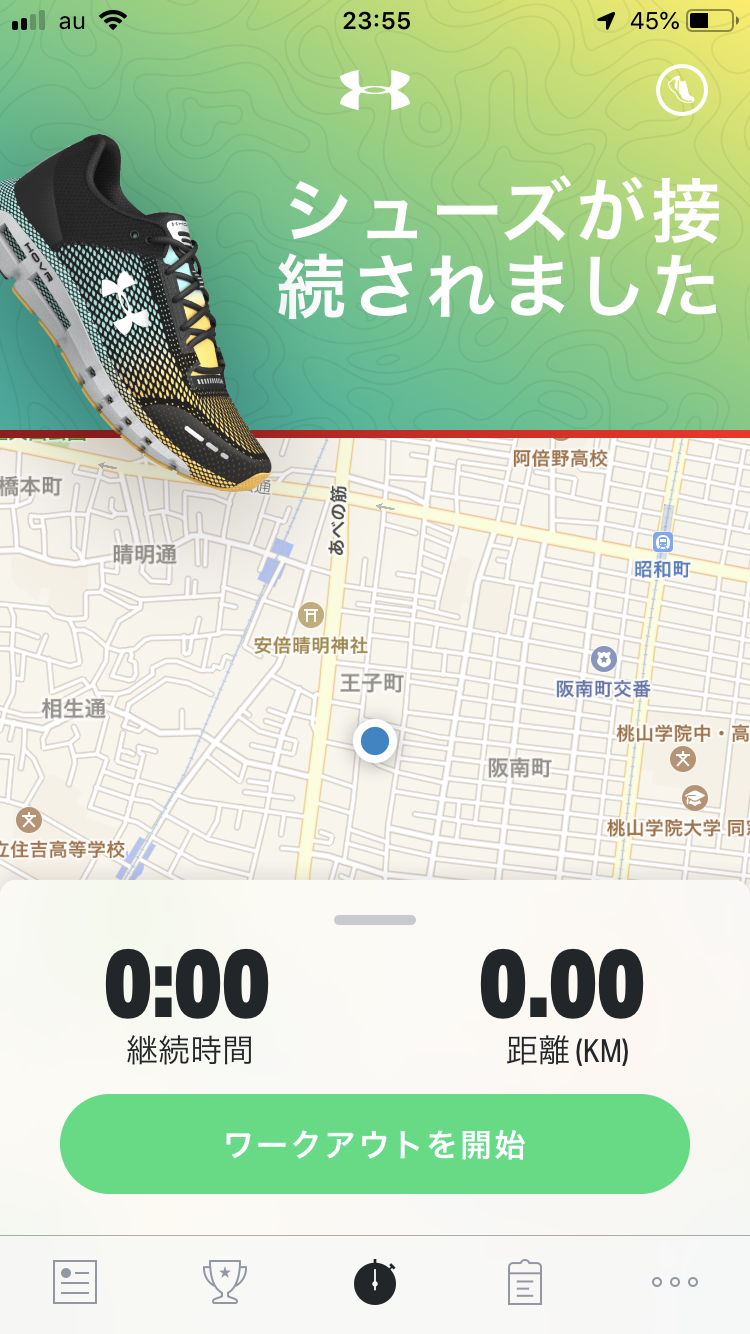 au 23:55 45%
シューズが接
続されました
HOVR
阿倍野高校
橋本町
通
あべの筋
晴明通
昭和町
安倍晴明神社
王子町
阪南町交番
相生通
桃山学院中・高
阪南町
桃山学院大学 同窓
立住吉高等学校
0:00 0.00
継続時間 距離 (KM)
ワークアウトを開始